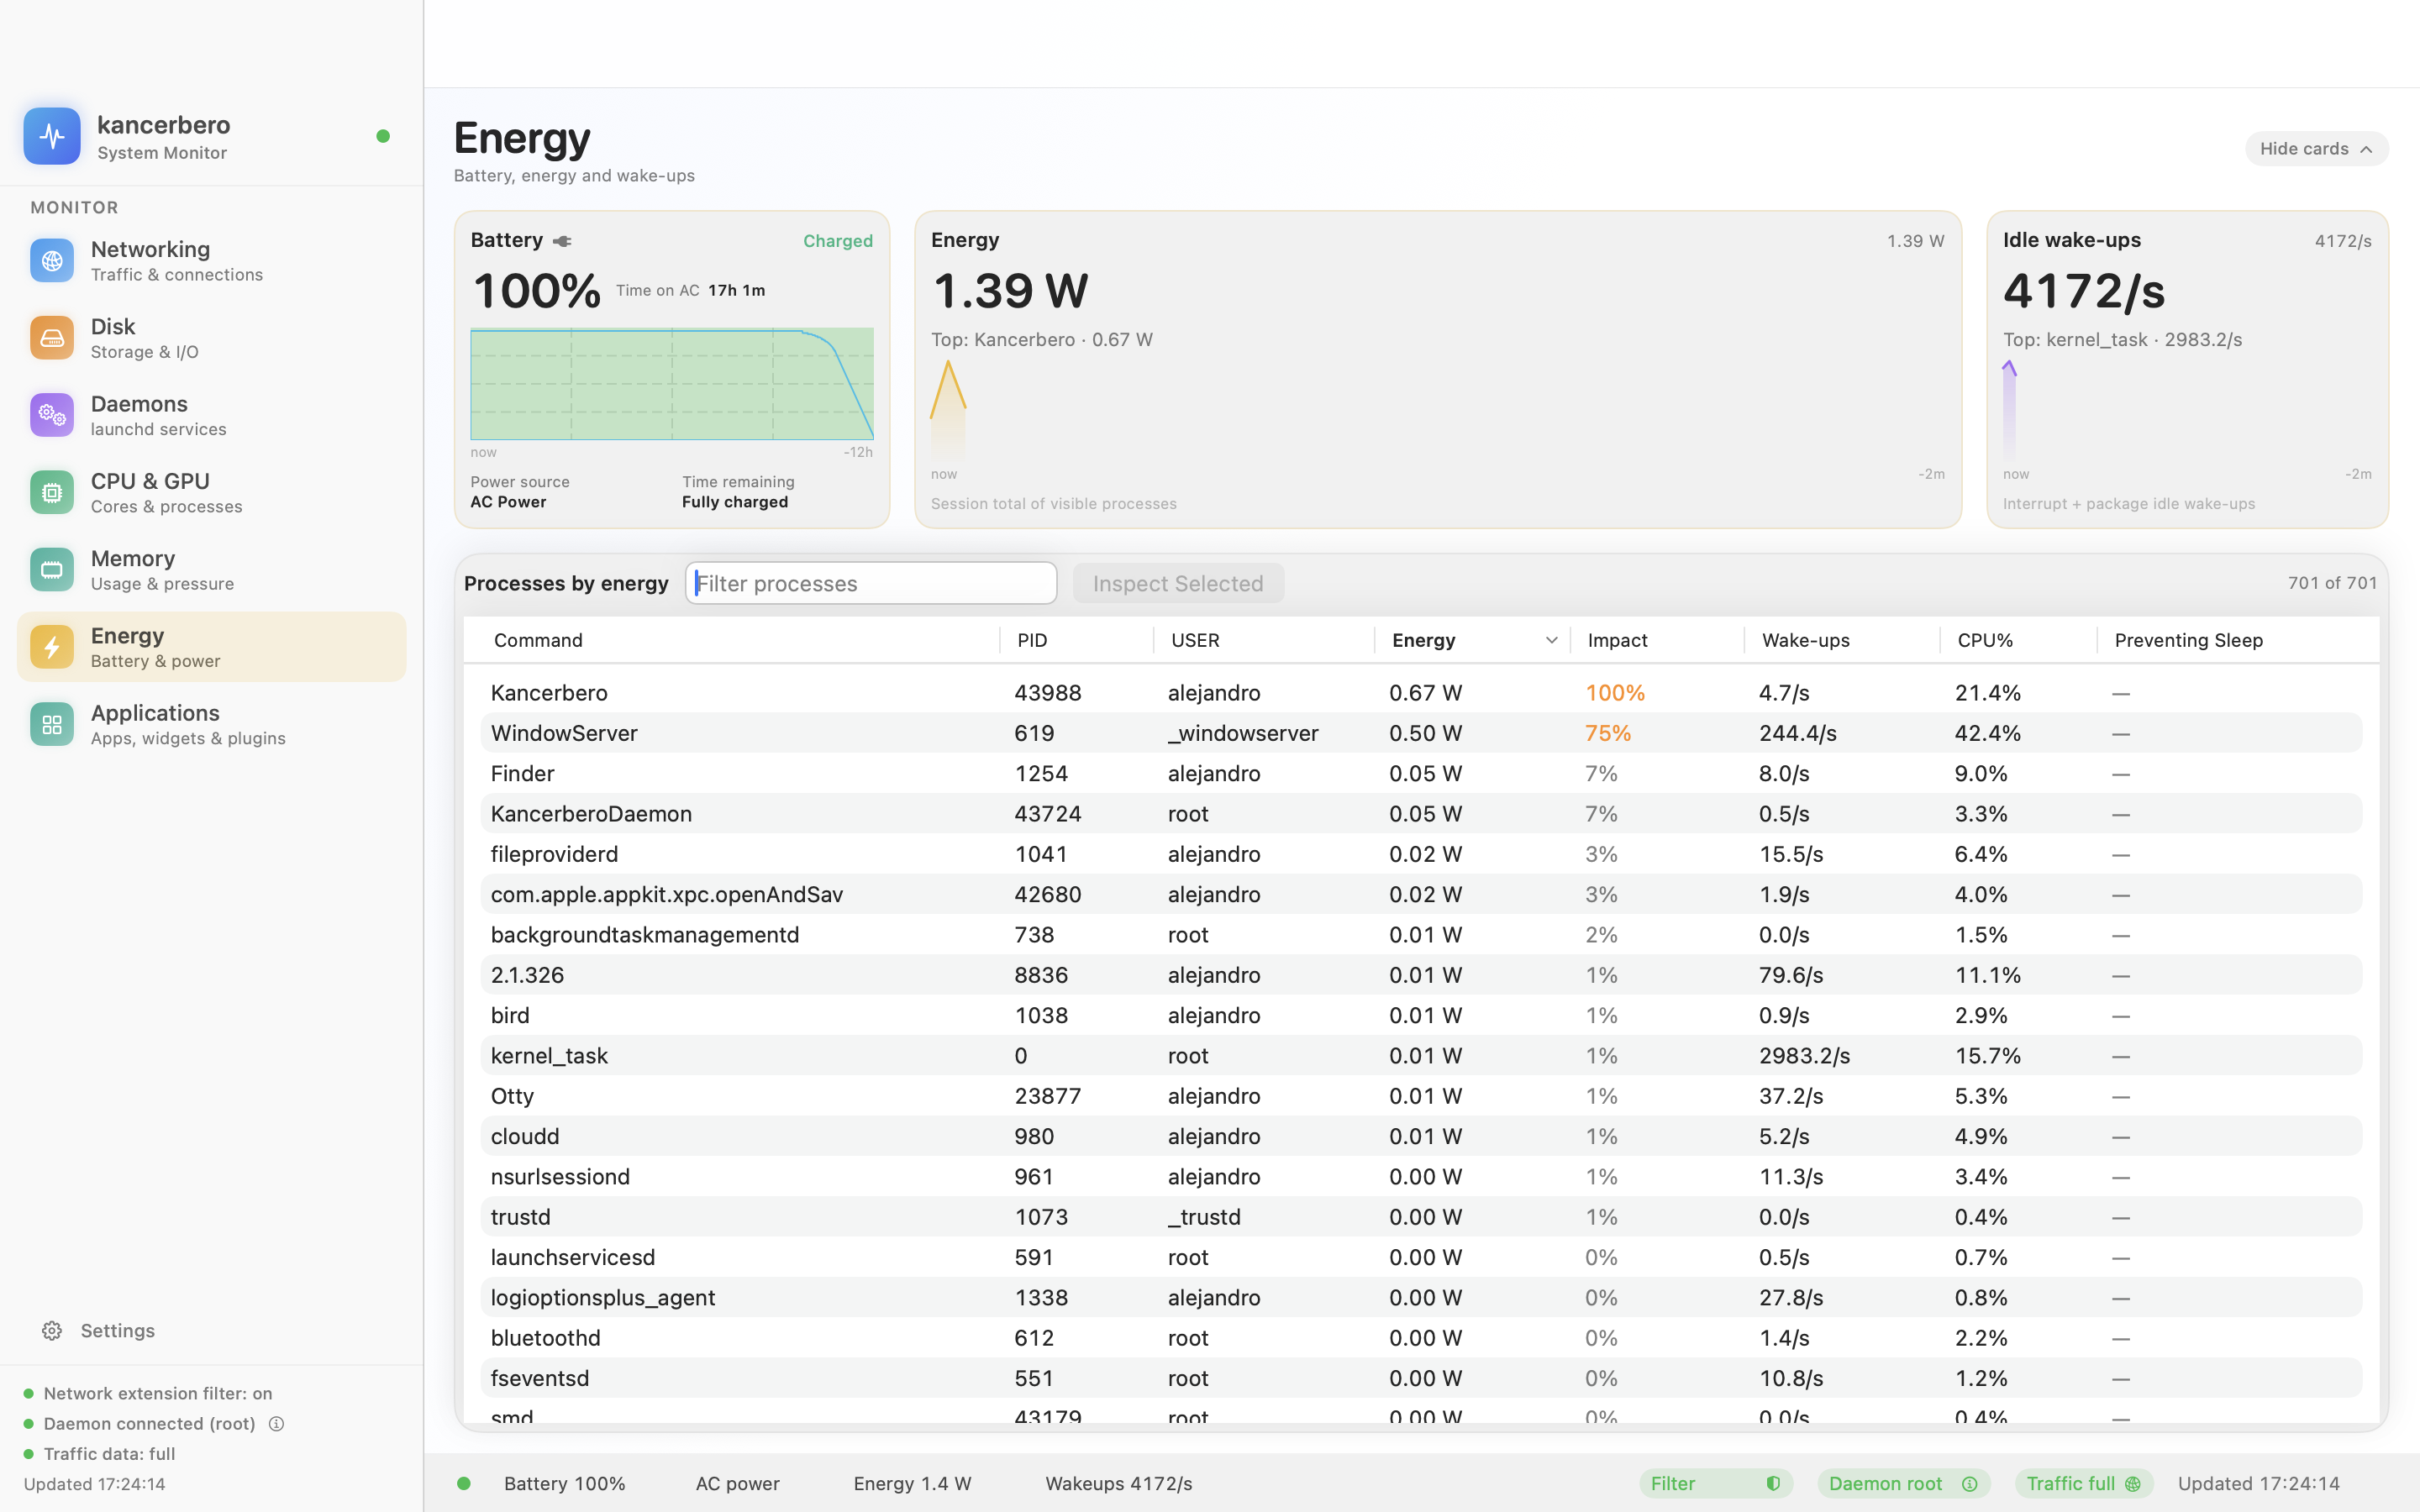 kancerbero
System Monitor
MONITOR
Networking
Traffic & connections
Disk
Storage & I/O
Daemons
launchd services
CPU & GPU
Cores & processes
Memory
Usage & pressure
Energy
Battery & power
Applications
Apps, widgets & plugins
Settings
Network extension filter: on
Daemon connected (root)
Traffic data: full
Updated 17:24:14
Energy
Battery, energy and wake-ups
Hide cards
Battery Charged
100% Time on AC 17h 1m
now -12h
Power source Time remaining
AC Power Fully charged
Energy 1.39 W
1.39 W
Top: Kancerbero · 0.67 W
now -2m
Session total of visible processes
Idle wake-ups 4172/s
4172/s
Top: kernel_task · 2983.2/s
now -2m
Interrupt + package idle wake-ups
Processes by energy Filter processes Inspect Selected 701 of 701
Command PID USER Energy Impact Wake-ups CPU% Preventing Sleep
Kancerbero 43988 alejandro 0.67 W 100% 4.7/s 21.4% —
WindowServer 619 _windowserver 0.50 W 75% 244.4/s 42.4% —
Finder 1254 alejandro 0.05 W 7% 8.0/s 9.0% —
KancerberoDaemon 43724 root 0.05 W 7% 0.5/s 3.3% —
fileproviderd 1041 alejandro 0.02 W 3% 15.5/s 6.4% —
com.apple.appkit.xpc.openAndSav 42680 alejandro 0.02 W 3% 1.9/s 4.0% —
backgroundtaskmanagementd 738 root 0.01 W 2% 0.0/s 1.5% —
2.1.326 8836 alejandro 0.01 W 1% 79.6/s 11.1% —
bird 1038 alejandro 0.01 W 1% 0.9/s 2.9% —
kernel_task 0 root 0.01 W 1% 2983.2/s 15.7% —
Otty 23877 alejandro 0.01 W 1% 37.2/s 5.3% —
cloudd 980 alejandro 0.01 W 1% 5.2/s 4.9% —
nsurlsessiond 961 alejandro 0.00 W 1% 11.3/s 3.4% —
trustd 1073 _trustd 0.00 W 1% 0.0/s 0.4% —
launchservicesd 591 root 0.00 W 0% 0.5/s 0.7% —
logioptionsplus_agent 1338 alejandro 0.00 W 0% 27.8/s 0.8% —
bluetoothd 612 root 0.00 W 0% 1.4/s 2.2% —
fseventsd 551 root 0.00 W 0% 10.8/s 1.2% —
smd 43179 root 0.00 W 0% 0.0/s 0.4% —
Battery 100% AC power Energy 1.4 W Wakeups 4172/s Filter Daemon root Traffic full Updated 17:24:14